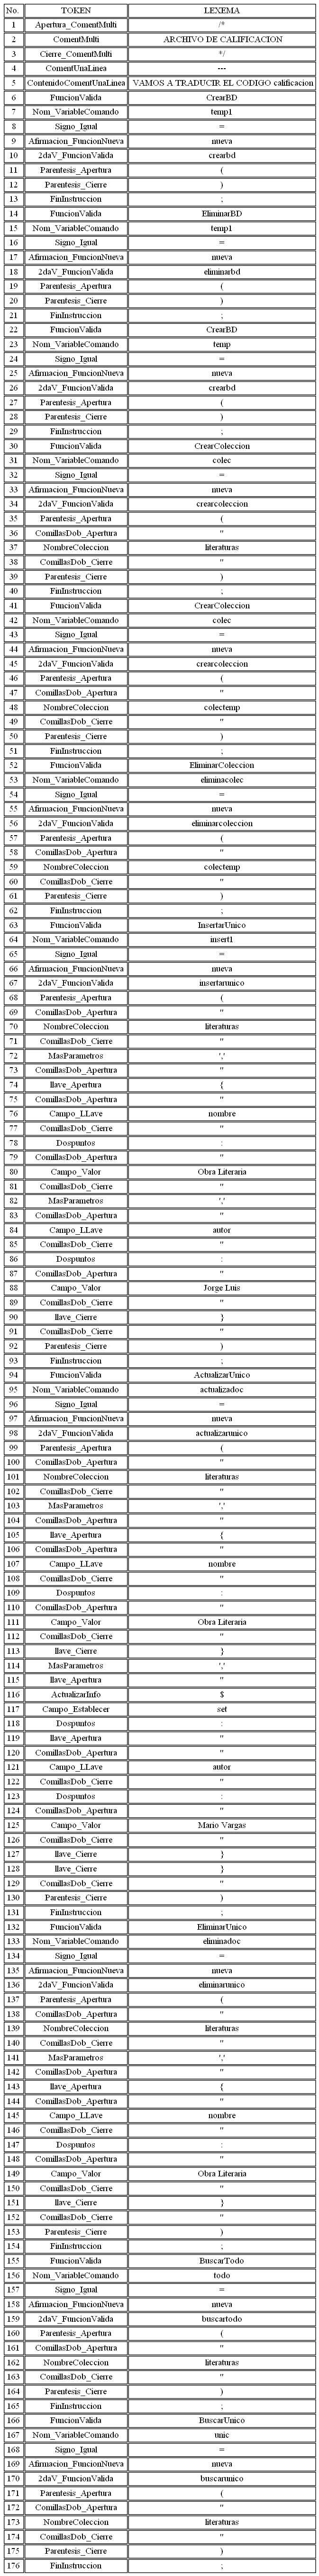 No. TOKEN LEXEMA
1 Apertura_ComentMulti /*
2 ComentMulti ARCHIVO DE CALIFICACION
3 Cierre_ComentMulti */
4 ComentUnaLinea ---
5 ContenidoComentUnaLinea VAMOS A TRADUCIR EL CODIGO calificacion
6 FuncionValida CrearBD
7 Nom_VariableComando temp1
8 Signo_Igual =
9 Afirmacion_FuncionNueva nueva
10 2daV_FuncionValida crearbd
11 Parentesis_Apertura (
12 Parentesis_Cierre )
13 FinInstruccion ;
14 FuncionValida EliminarBD
15 Nom_VariableComando temp1
16 Signo_Igual =
17 Afirmacion_FuncionNueva nueva
18 2daV_FuncionValida eliminarbd
19 Parentesis_Apertura (
20 Parentesis_Cierre )
21 FinInstruccion ;
22 FuncionValida CrearBD
23 Nom_VariableComando temp
24 Signo_Igual =
25 Afirmacion_FuncionNueva nueva
26 2daV_FuncionValida crearbd
27 Parentesis_Apertura (
28 Parentesis_Cierre )
29 FinInstruccion ;
30 FuncionValida CrearColeccion
31 Nom_VariableComando colec
32 Signo_Igual =
33 Afirmacion_FuncionNueva nueva
34 2daV_FuncionValida crearcoleccion
35 Parentesis_Apertura (
36 ComillasDob_Apertura "
37 NombreColeccion literaturas
38 ComillasDob_Cierre "
39 Parentesis_Cierre )
40 FinInstruccion ;
41 FuncionValida CrearColeccion
42 Nom_VariableComando colec
43 Signo_Igual =
44 Afirmacion_FuncionNueva nueva
45 2daV_FuncionValida crearcoleccion
46 Parentesis_Apertura (
47 ComillasDob_Apertura "
48 NombreColeccion colectemp
49 ComillasDob_Cierre "
50 Parentesis_Cierre )
51 FinInstruccion ;
52 FuncionValida EliminarColeccion
53 Nom_VariableComando eliminacolec
54 Signo_Igual =
55 Afirmacion_FuncionNueva nueva
56 2daV_FuncionValida eliminarcoleccion
57 Parentesis_Apertura (
58 ComillasDob_Apertura "
59 NombreColeccion colectemp
60 ComillasDob_Cierre "
61 Parentesis_Cierre )
62 FinInstruccion ;
63 FuncionValida InsertarUnico
64 Nom_VariableComando insert1
65 Signo_Igual =
66 Afirmacion_FuncionNueva nueva
67 2daV_FuncionValida insertarunico
68 Parentesis_Apertura (
69 ComillasDob_Apertura "
70 NombreColeccion literaturas
71 ComillasDob_Cierre "
72 MasParametros ','
73 ComillasDob_Apertura "
74 llave_Apertura {
75 ComillasDob_Apertura "
76 Campo_LLave nombre
77 ComillasDob_Cierre "
78 Dospuntos :
79 ComillasDob_Apertura "
80 Campo_Valor Obra Literaria
81 ComillasDob_Cierre "
82 MasParametros ','
83 ComillasDob_Apertura "
84 Campo_LLave autor
85 ComillasDob_Cierre "
86 Dospuntos :
87 ComillasDob_Apertura "
88 Campo_Valor Jorge Luis
89 ComillasDob_Cierre "
90 llave_Cierre }
91 ComillasDob_Cierre "
92 Parentesis_Cierre )
93 FinInstruccion ;
94 FuncionValida ActualizarUnico
95 Nom_VariableComando actualizadoc
96 Signo_Igual =
97 Afirmacion_FuncionNueva nueva
98 2daV_FuncionValida actualizarunico
99 Parentesis_Apertura (
100 ComillasDob_Apertura "
101 NombreColeccion literaturas
102 ComillasDob_Cierre "
103 MasParametros ','
104 ComillasDob_Apertura "
105 llave_Apertura {
106 ComillasDob_Apertura "
107 Campo_LLave nombre
108 ComillasDob_Cierre "
109 Dospuntos :
110 ComillasDob_Apertura "
111 Campo_Valor Obra Literaria
112 ComillasDob_Cierre "
113 llave_Cierre }
114 MasParametros ','
115 llave_Apertura "
116 ActualizarInfo $
117 Campo_Establecer set
118 Dospuntos :
119 llave_Apertura "
120 ComillasDob_Apertura "
121 Campo_LLave autor
122 ComillasDob_Cierre "
123 Dospuntos :
124 ComillasDob_Apertura "
125 Campo_Valor Mario Vargas
126 ComillasDob_Cierre "
127 llave_Cierre }
128 llave_Cierre }
129 ComillasDob_Cierre "
130 Parentesis_Cierre )
131 FinInstruccion ;
132 FuncionValida EliminarUnico
133 Nom_VariableComando eliminadoc
134 Signo_Igual =
135 Afirmacion_FuncionNueva nueva
136 2daV_FuncionValida eliminarunico
137 Parentesis_Apertura (
138 ComillasDob_Apertura "
139 NombreColeccion literaturas
140 ComillasDob_Cierre "
141 MasParametros ','
142 ComillasDob_Apertura "
143 llave_Apertura {
144 ComillasDob_Apertura "
145 Campo_LLave nombre
146 ComillasDob_Cierre "
147 Dospuntos :
148 ComillasDob_Apertura "
149 Campo_Valor Obra Literaria
150 ComillasDob_Cierre "
151 llave_Cierre }
152 ComillasDob_Cierre "
153 Parentesis_Cierre )
154 FinInstruccion ;
155 FuncionValida BuscarTodo
156 Nom_VariableComando todo
157 Signo_Igual =
158 Afirmacion_FuncionNueva nueva
159 2daV_FuncionValida buscartodo
160 Parentesis_Apertura (
161 ComillasDob_Apertura "
162 NombreColeccion literaturas
163 ComillasDob_Cierre "
164 Parentesis_Cierre )
165 FinInstruccion ;
166 FuncionValida BuscarUnico
167 Nom_VariableComando unic
168 Signo_Igual =
169 Afirmacion_FuncionNueva nueva
170 2daV_FuncionValida buscarunico
171 Parentesis_Apertura (
172 ComillasDob_Apertura "
173 NombreColeccion literaturas
174 ComillasDob_Cierre "
175 Parentesis_Cierre )
176 FinInstruccion ;